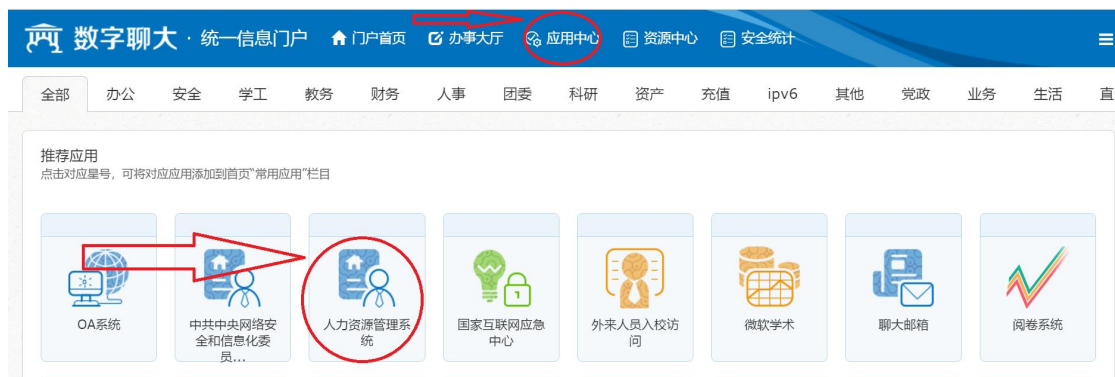 数字聊大 · 统一信息门户 门户首页 办事大厅 应用中心 资源中心 安全统计
全部 办公 安全 学工 教务 财务 人事 团委 科研 资产 充值 ipv6 其他 党政 业务 生活 直
推荐应用
点击对应星号，可将对应应用添加到首页"常用应用"栏目
OA系统
中共中央网络安
全和信息化委
员...
人力资源管理系
统
国家互联网应急
中心
外来人员入校访
问
微软学术
聊大邮箱
阅卷系统